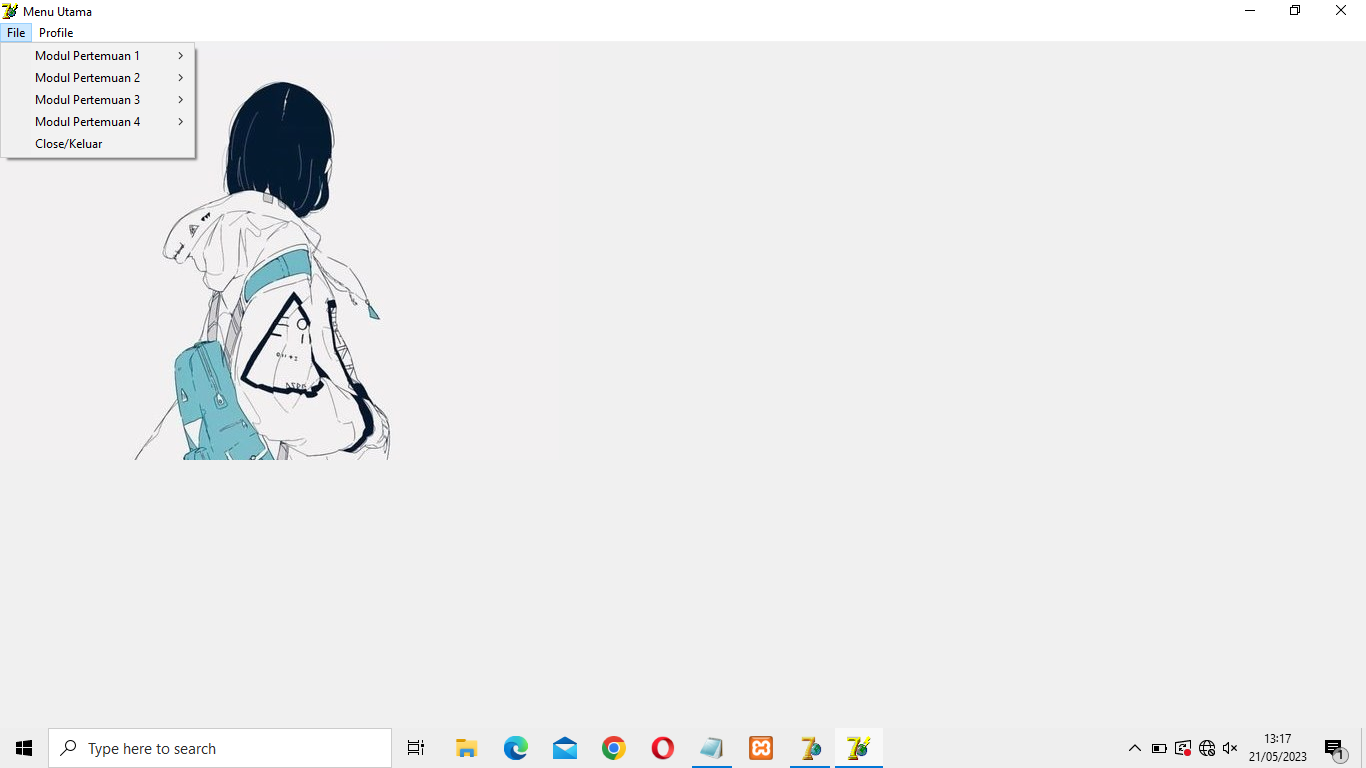 Menu Utama
File Profile
Modul Pertemuan 1
Modul Pertemuan 2
Modul Pertemuan 3
Modul Pertemuan 4
Close/Keluar
Type here to search
13:17
21/05/2023
1